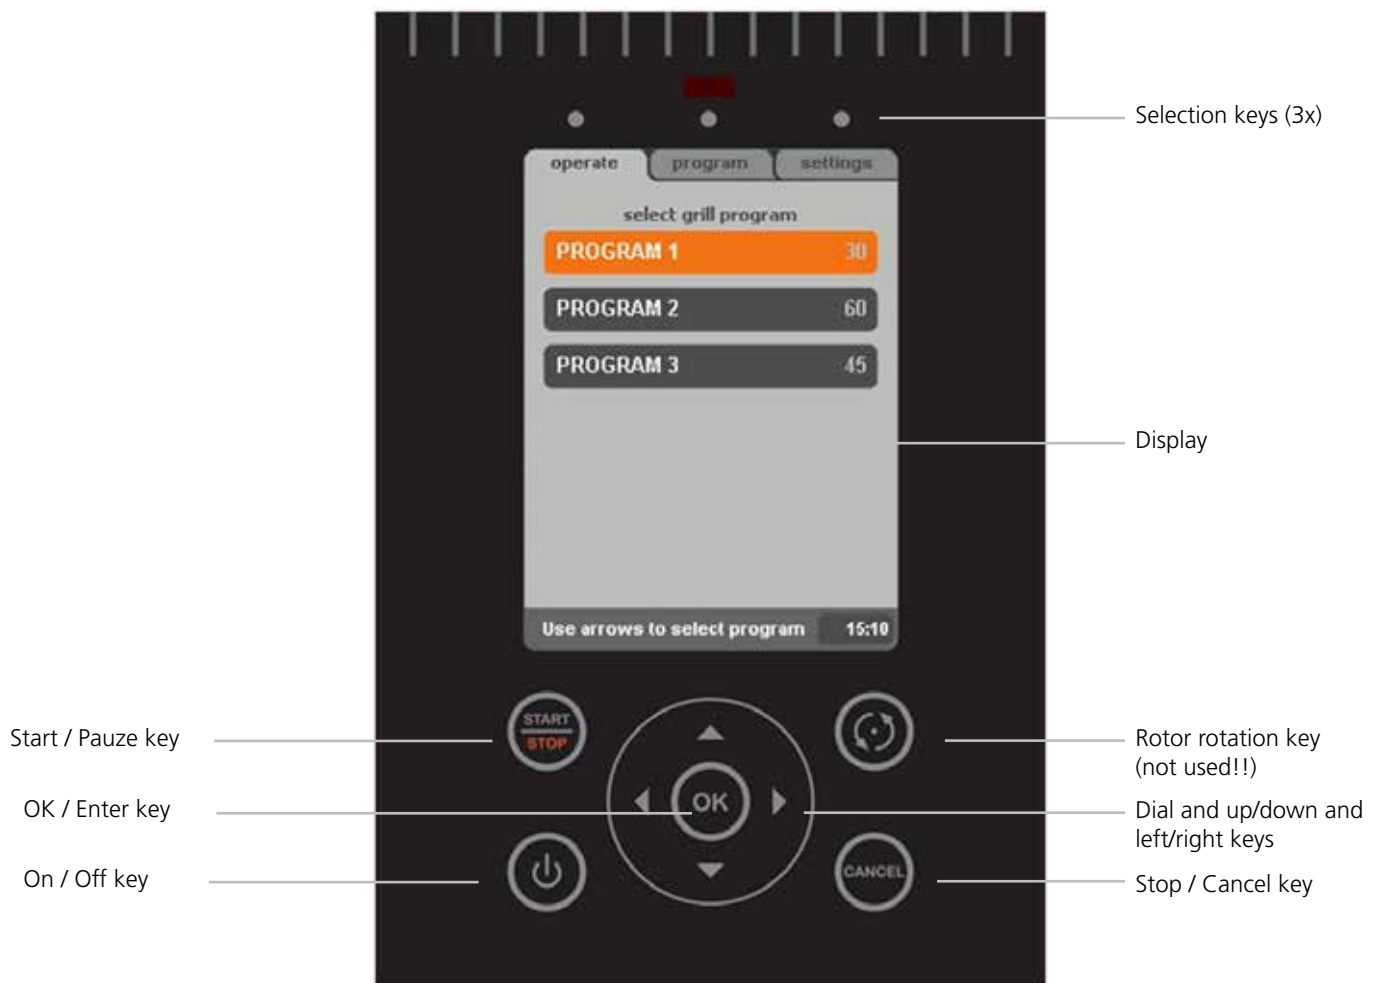 Selection keys (3x)
operate
program
settings
select grill program
PROGRAM 1 30
PROGRAM 2 60
PROGRAM 3 45
Display
Use arrows to select program 15:10
START
STOP
Start / Pauze key
Rotor rotation key
(not used!!)
OK
OK / Enter key
Dial and up/down and
left/right keys
CANCEL
On / Off key
Stop / Cancel key